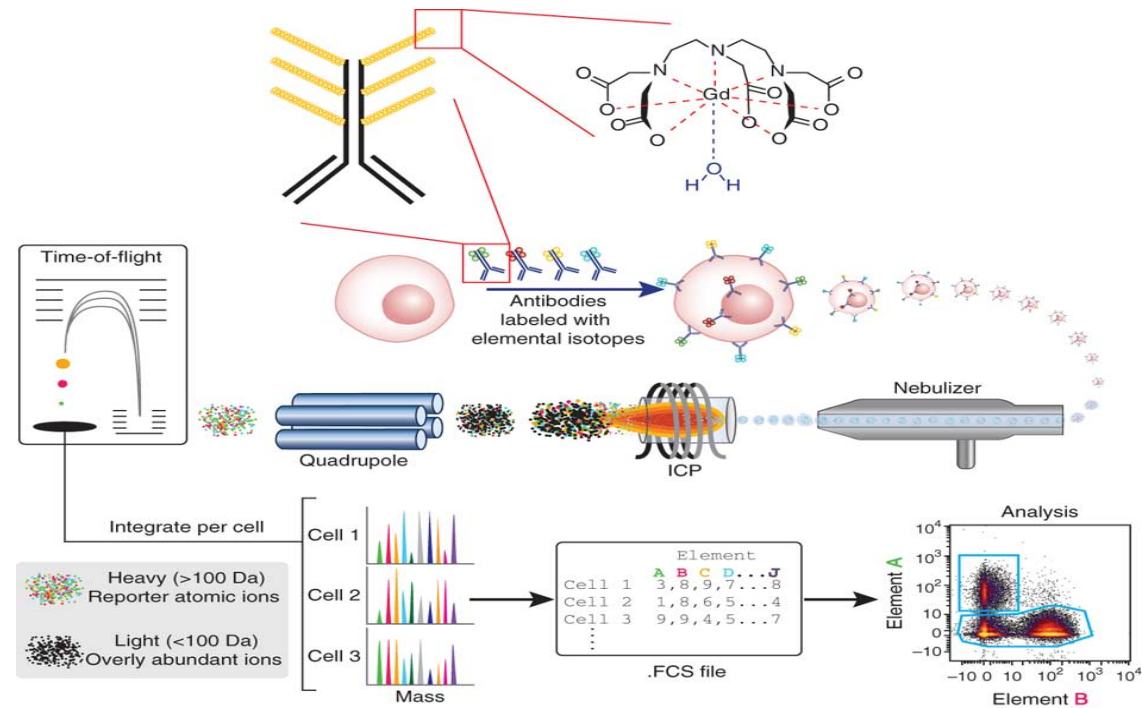 N
N
N
O
O
Gd
O
O
O
O
O
O
O
O
O
H
H
Time-of-flight
Antibodies
labeled with
elemental isotopes
Nebulizer
Quadrupole
ICP
Integrate per cell
Heavy (>100 Da)
Reporter atomic ions
Light (<100 Da)
Overly abundant ions
Cell 1
Cell 2
Cell 3
Mass
Element
A B C D...J
Cell 1 3,8,9,7...8
Cell 2 1,8,6,5...4
Cell 3 9,9,4,5...7
⋮
.FCS file
Analysis
Element A
10⁴
10³
10²
10
0
−10
−10 0 10 10² 10³ 10⁴
Element B